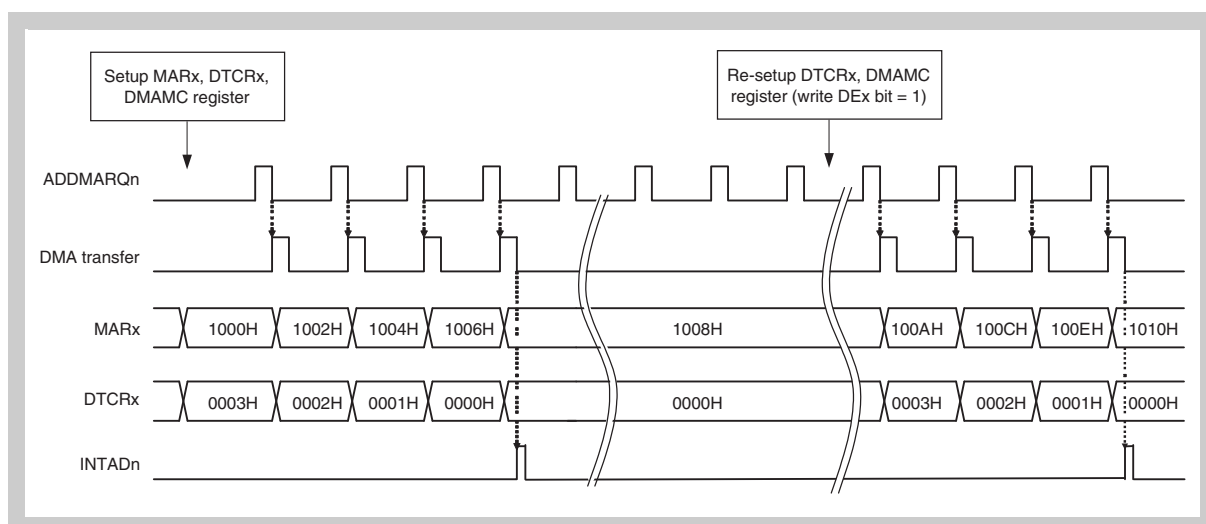 Setup MARx, DTCRx,
DMAMC register
Re-setup DTCRx, DMAMC
register (write DEx bit = 1)
ADDMARQn
DMA transfer
MARx 1000H 1002H 1004H 1006H 1008H 100AH 100CH 100EH 1010H
DTCRx 0003H 0002H 0001H 0000H 0000H 0003H 0002H 0001H 0000H
INTADn